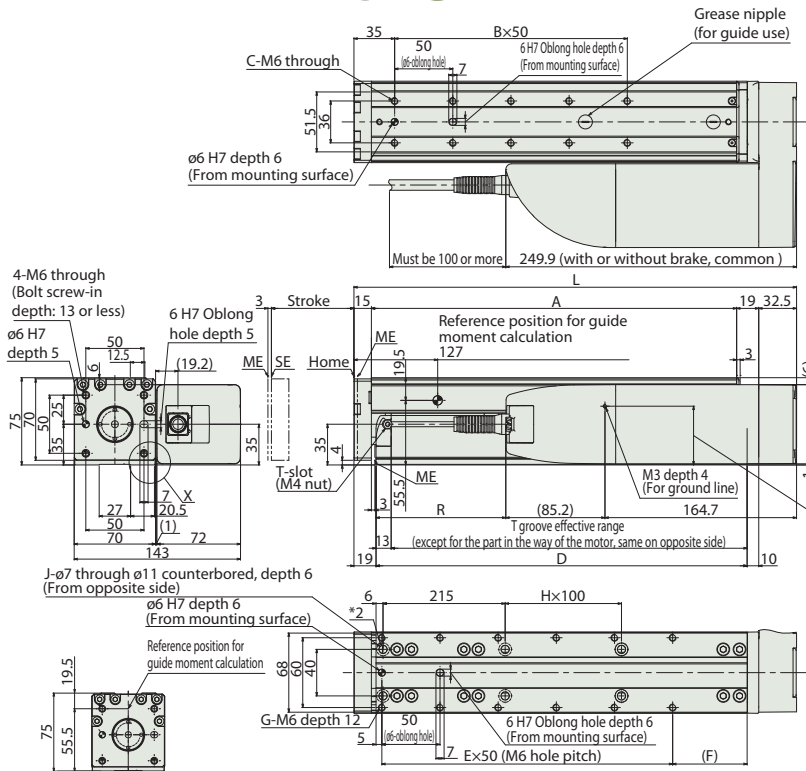 Grease nipple
(for guide use)
35
B×50
50
(ø6-oblong hole)
7
6 H7 Oblong hole depth 6
(From mounting surface)
C-M6 through
51.5
36
ø6 H7 depth 6
(From mounting surface)
Must be 100 or more
249.9 (with or without brake, common )
L
4-M6 through
(Bolt screw-in
depth: 13 or less)
ø6 H7
depth 5
6 H7 Oblong
hole depth 5
50
12.5
6
(19.2)
3
Stroke
15
A
19
32.5
ME
SE
Home
ME
Reference position for guide
moment calculation
127
19.5
3
75
70
50
25
35
35
35
4
T-slot
(M4 nut)
ME
55.5
M3 depth 4
(For ground line)
7
X
27
20.5
50
(1)
70
72
143
3
R
(85.2)
164.7
T groove effective range
(except for the part in the way of the motor, same on opposite side)
13
19
D
10
J-ø7 through ø11 counterbored, depth 6
(From opposite side)
ø6 H7 depth 6
(From mounting surface)
6
*2
215
H×100
Reference position for
guide moment calculation
19.5
75
55.5
68
60
40
G-M6 depth 12
5
50
(ø6-oblong hole)
7
6 H7 Oblong hole depth 6
(From mounting surface)
E×50 (M6 hole pitch)
(F)